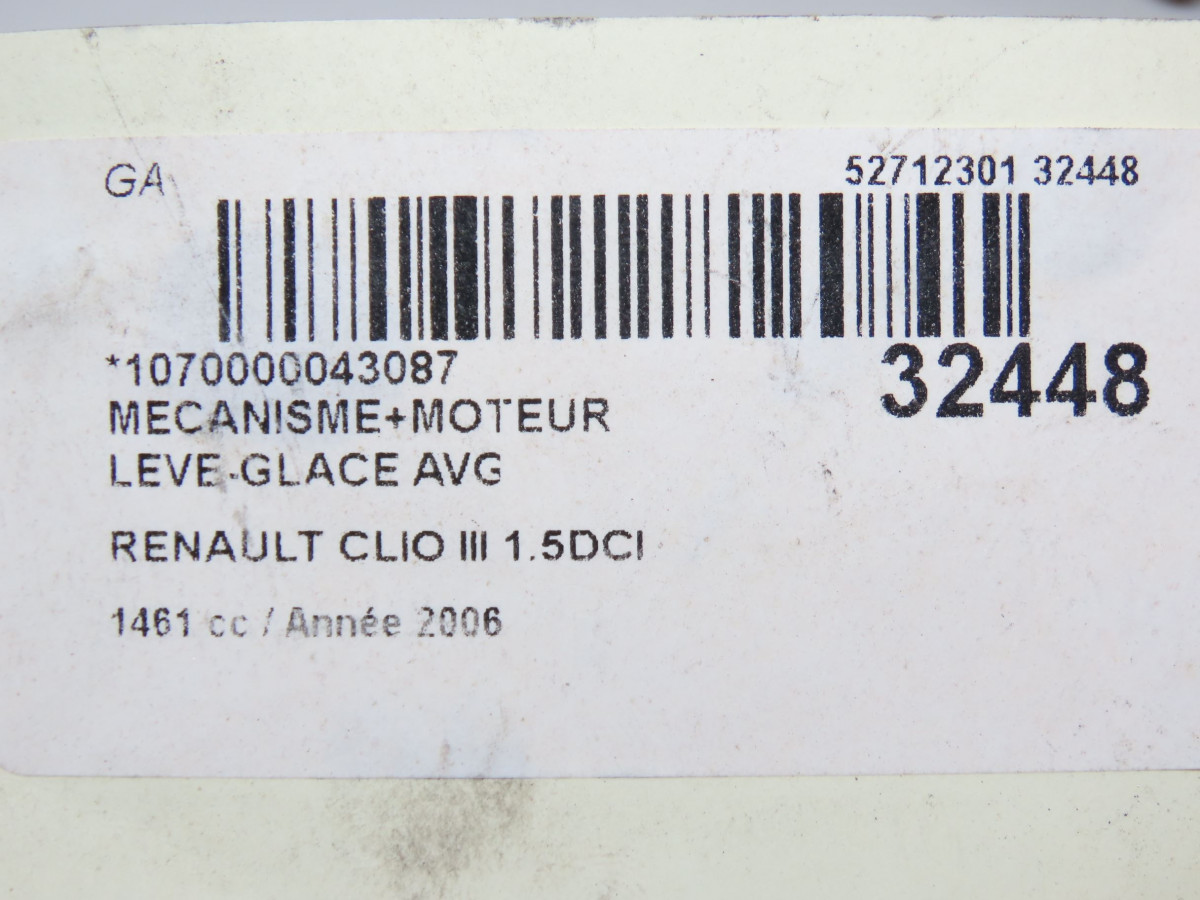 GA 52712301 32448
*1070000043087 32448
MECANISME+MOTEUR
LEVE-GLACE AVG
RENAULT CLIO III 1.5DCI
1461 cc / Année 2006